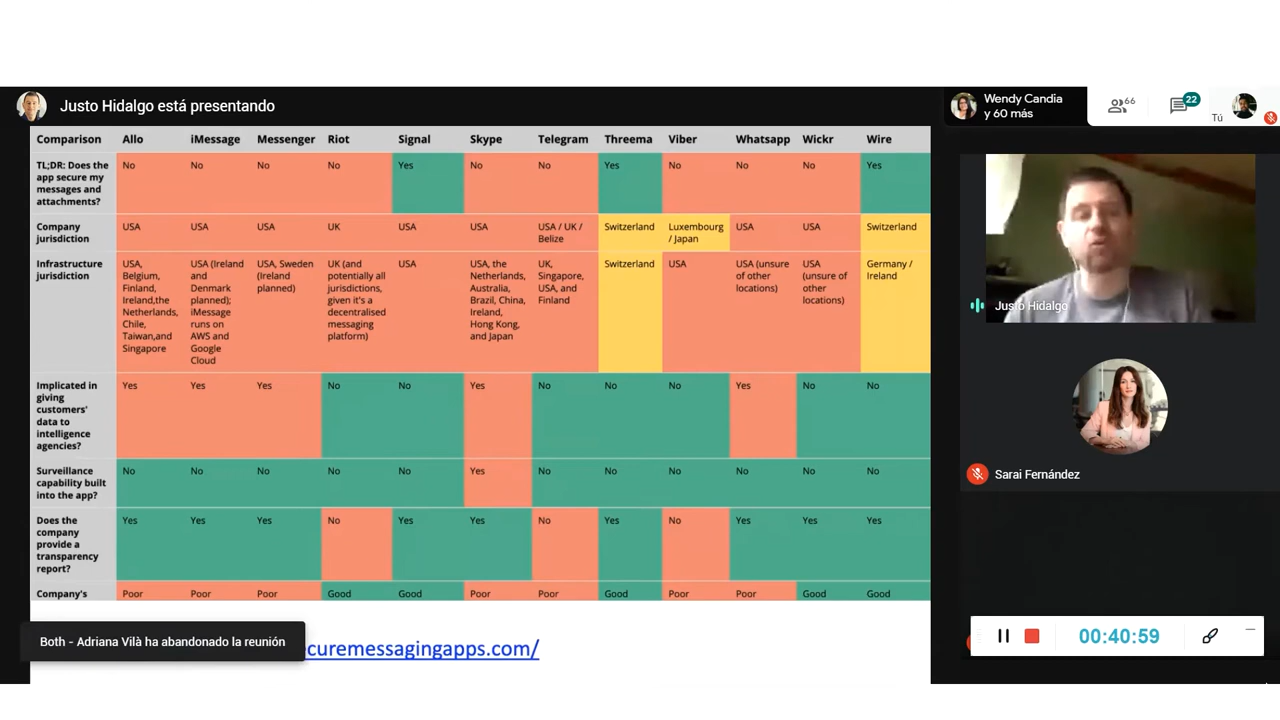 Justo Hidalgo está presentando
Wendy Candia
y 60 más
66
22
Tú
Comparison Allo iMessage Messenger Riot Signal Skype Telegram Threema Viber Whatsapp Wickr Wire
TL;DR: Does the
app secure my
messages and
attachments?
No No No No Yes No No Yes No No No Yes
Company
jurisdiction
USA USA USA UK USA USA
USA / UK /
Belize
Switzerland
Luxembourg
/ Japan
USA USA Switzerland
Infrastructure
jurisdiction
USA,
Belgium,
Finland,
Ireland,the
Netherlands,
Chile,
Taiwan,and
Singapore
USA (Ireland
and
Denmark
planned);
iMessage
runs on
AWS and
Google
Cloud
USA, Sweden
(Ireland
planned)
UK (and
potentially all
jurisdictions,
given it's a
decentralised
messaging
platform)
USA
USA, the
Netherlands,
Australia,
Brazil, China,
Ireland,
Hong Kong,
and Japan
UK,
Singapore,
USA, and
Finland
Switzerland
USA
USA (unsure
of other
locations)
USA
(unsure of
other
locations)
Germany /
Ireland
Implicated in
giving
customers'
data to
intelligence
agencies?
Yes Yes Yes No No Yes No No No Yes No No
Surveillance
capability built
into the app?
No No No No No Yes No No No No No No
Does the
company
provide a
transparency
report?
Yes Yes Yes No Yes Yes No Yes No Yes Yes Yes
Company's Poor Poor Poor Good Good Poor Poor Good Poor Poor Good Good
Both - Adriana Vilà ha abandonado la reunión
curemessagingapps.com/
Justo Hidalgo
Sarai Fernández
00:40:59